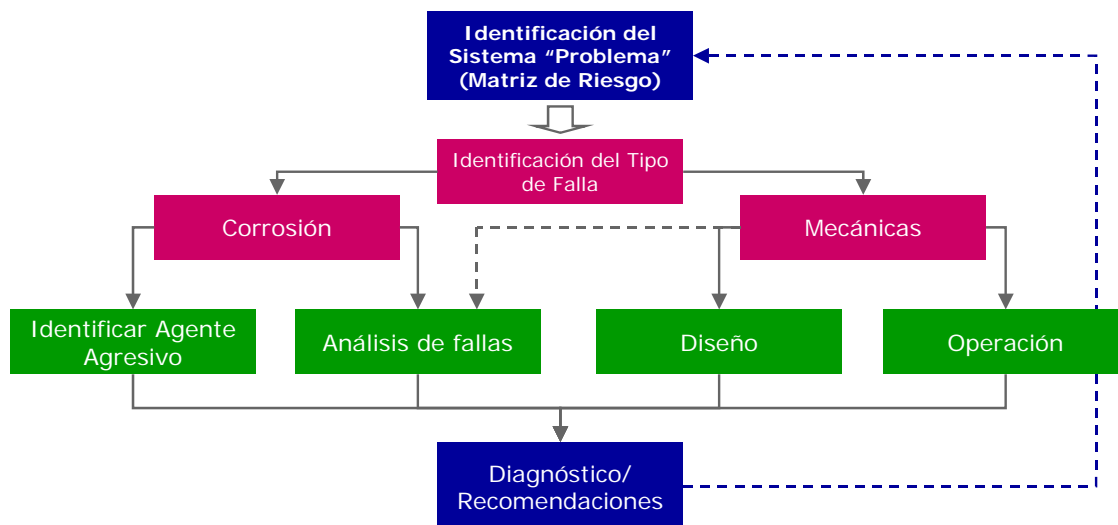 Identificación del
Sistema “Problema”
(Matriz de Riesgo)
Identificación del Tipo
de Falla
Corrosión
Mecánicas
Identificar Agente
Agresivo
Análisis de fallas
Diseño
Operación
Diagnóstico/
Recomendaciones